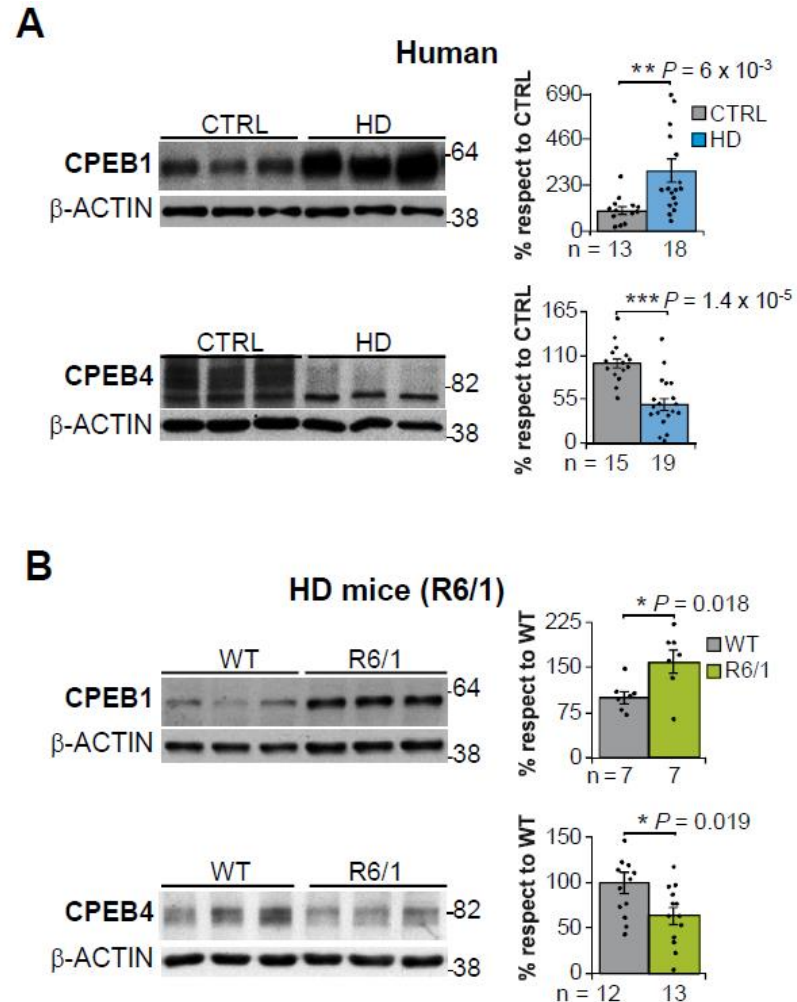 A
Human
CTRL HD
CPEB1
-64
β-ACTIN
-38
** P = 6 x 10-3
% respect to CTRL
690
460
230
0
CTRL
HD
n = 13 18
CTRL HD
CPEB4
-82
β-ACTIN
-38
*** P = 1.4 x 10-5
% respect to CTRL
165
110
55
0
n = 15 19
B
HD mice (R6/1)
WT R6/1
CPEB1
-64
β-ACTIN
-38
* P = 0.018
% respect to WT
225
150
75
0
WT
R6/1
n = 7 7
WT R6/1
CPEB4
-82
β-ACTIN
-38
* P = 0.019
% respect to WT
150
100
50
0
n = 12 13